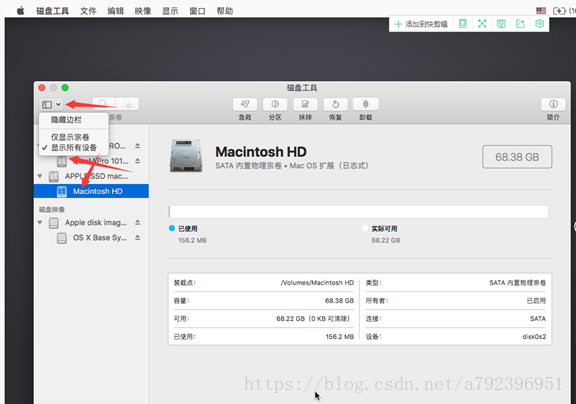 磁盘工具 文件 编辑 映像 显示 窗口 帮助
添加到快剪辑
磁盘工具
宗卷 急救 分区 抹掉 恢复 卸载 简介
隐藏边栏
仅显示宗卷
显示所有设备
Pro 101...
APPLE SSD mac...
Macintosh HD
磁盘映像
Apple disk imag...
OS X Base Sy...
Macintosh HD
SATA 内置物理宗卷 • Mac OS 扩展（日志式）
68.38 GB
已使用
156.2 MB
实际可用
68.22 GB
装载点： /Volumes/Macintosh HD 类型： SATA 内置物理宗卷
容量： 68.38 GB 所有者： 已启用
可用： 68.22 GB（0 KB 可清除） 连接： SATA
已使用： 156.2 MB 设备： disk0s2
https://blog.csdn.net/a792396951